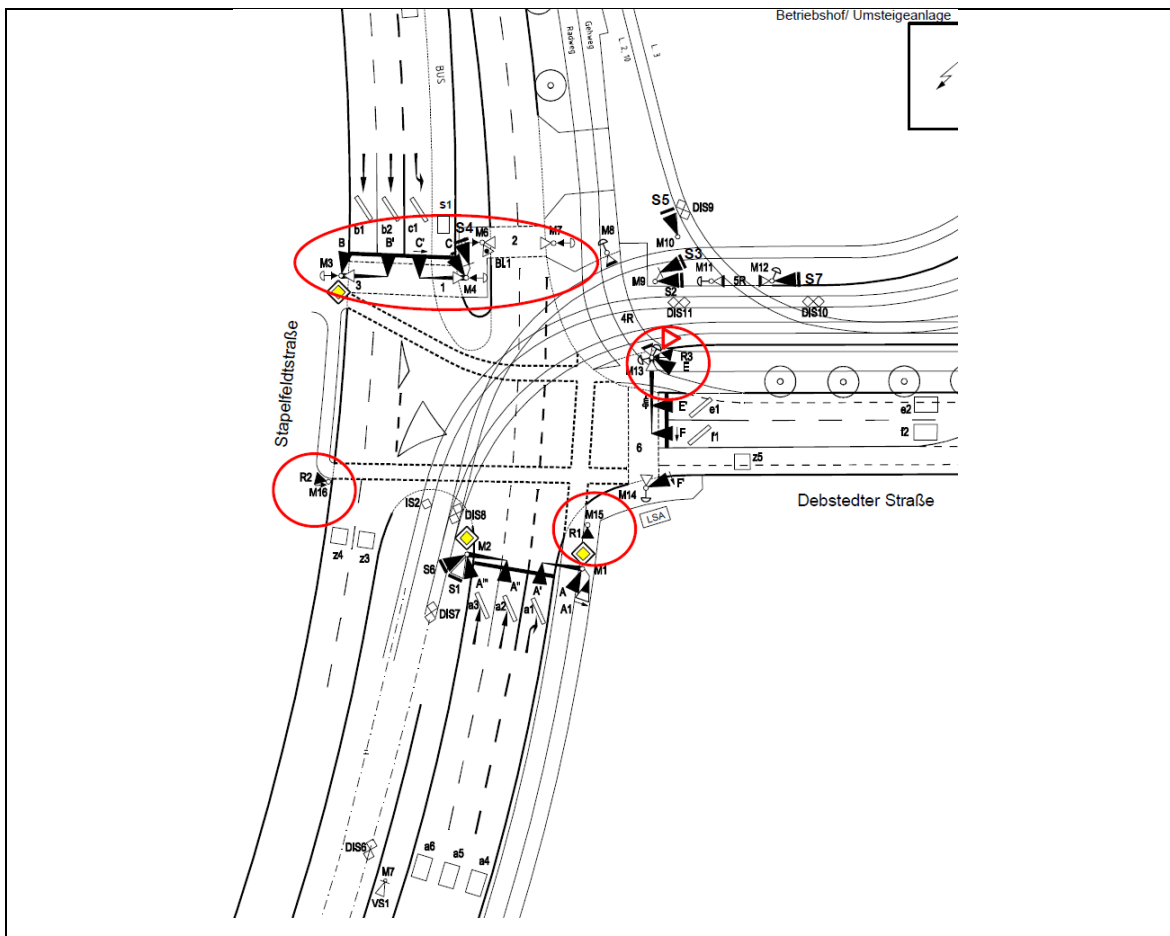 Betriebshof/ Umsteigeanlage
Radweg
Gehweg
L. 2, 10
L. 3
BUS
b1
b2
c1
S1
S4
M6
2
M7
M8
S5
DIS9
M10
B
B'
C'
C
BL1
M3
3
1
M4
S3
M9
S2
M11
5R
M12
S7
DIS11
DIS10
4R
Stapelfeldtstraße
M13
R3
E
E'
e1
e2
F
f1
f2
6
z5
R2
M16
M14
F'
LSA
Debstedter Straße
IS2
DIS8
M15
R1
z4
z3
M2
M1
S6
S1
A'''
A''
A'
A
A1
a3
a2
a1
DIS7
DIS6
M7
VS1
a6
a5
a4